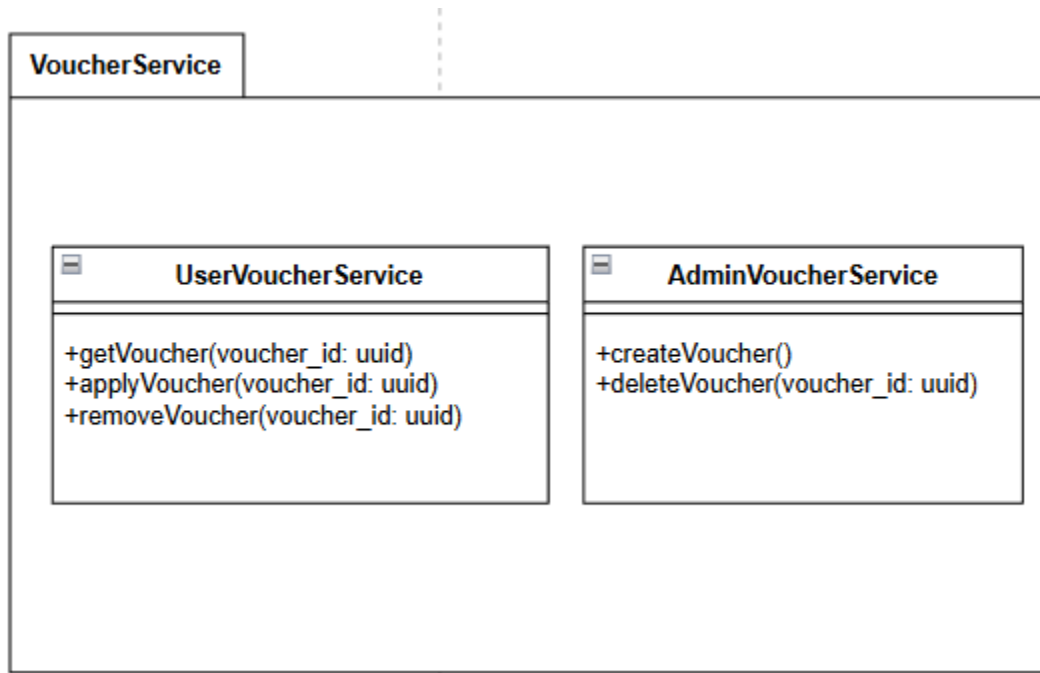 VoucherService
UserVoucherService
+getVoucher(voucher_id: uuid)
+applyVoucher(voucher_id: uuid)
+removeVoucher(voucher_id: uuid)
AdminVoucherService
+createVoucher()
+deleteVoucher(voucher_id: uuid)